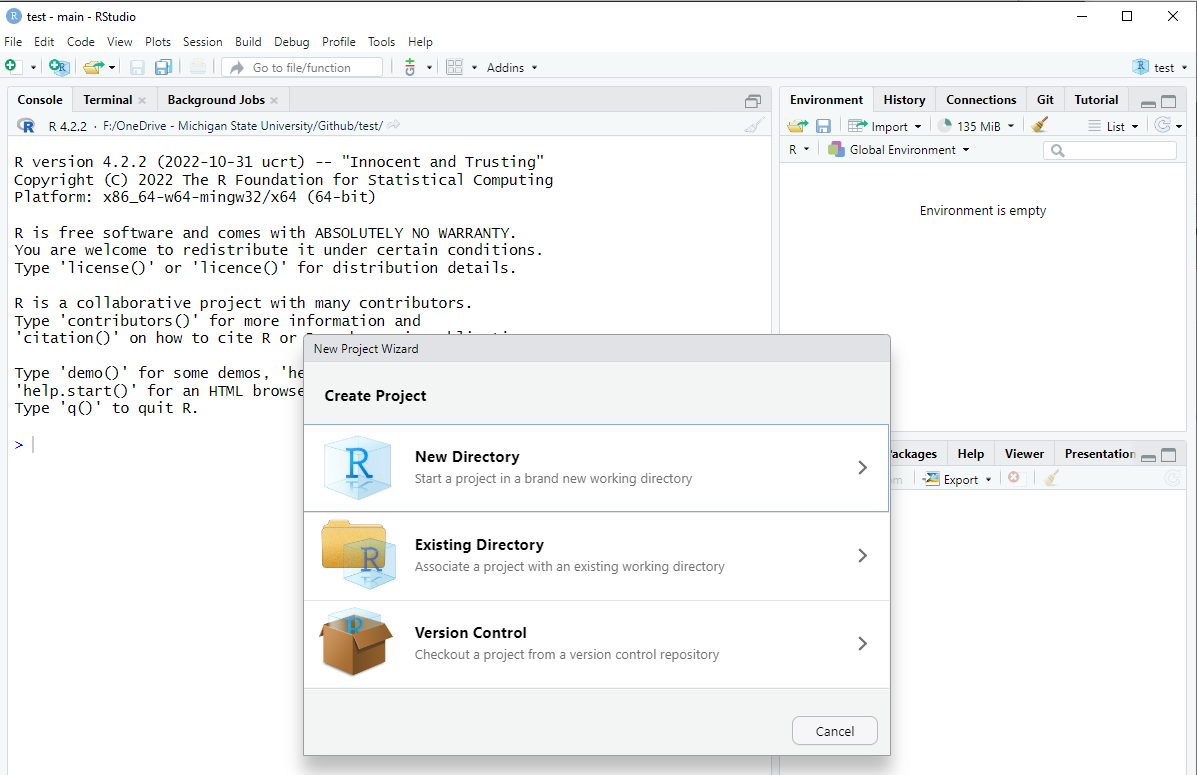 test - main - RStudio
File Edit Code View Plots Session Build Debug Profile Tools Help
Go to file/function Addins test
Console Terminal Background Jobs
R 4.2.2 · F:/OneDrive - Michigan State University/Github/test/
R version 4.2.2 (2022-10-31 ucrt) -- "Innocent and Trusting"
Copyright (C) 2022 The R Foundation for Statistical Computing
Platform: x86_64-w64-mingw32/x64 (64-bit)
R is free software and comes with ABSOLUTELY NO WARRANTY.
You are welcome to redistribute it under certain conditions.
Type 'license()' or 'licence()' for distribution details.
R is a collaborative project with many contributors.
Type 'contributors()' for more information and
'citation()' on how to cite R or
Type 'demo()' for some demos, 'he
'help.start()' for an HTML browse
Type 'q()' to quit R.
>
Environment History Connections Git Tutorial
Import 135 MiB List
R Global Environment
Environment is empty
ackages Help Viewer Presentation
Export
New Project Wizard
Create Project
New Directory
Start a project in a brand new working directory
Existing Directory
Associate a project with an existing working directory
Version Control
Checkout a project from a version control repository
Cancel